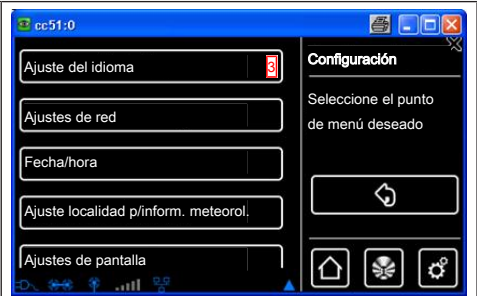 cc51:0
Ajuste del idioma
3
Ajustes de red
Fecha/hora
Ajuste localidad p/inform. meteorol.
Ajustes de pantalla
Configuración
Seleccione el punto
de menú deseado